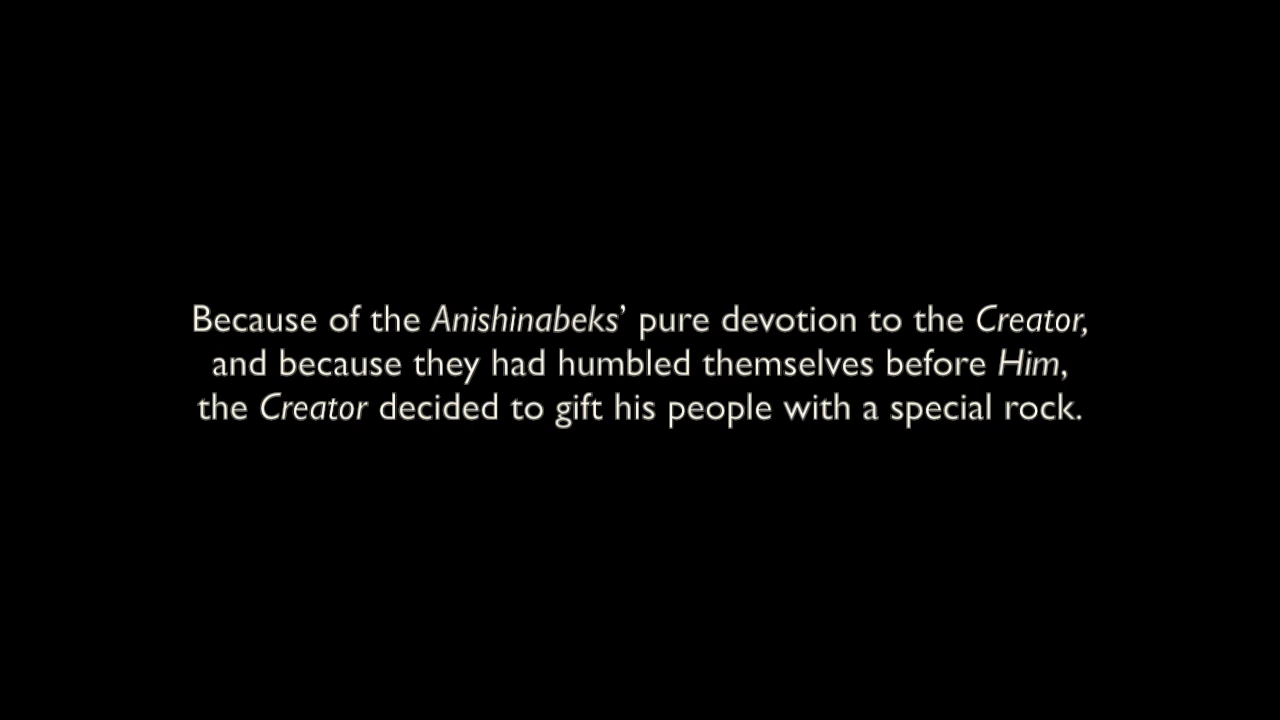 Because of the Anishinabeks’ pure devotion to the Creator,
and because they had humbled themselves before Him,
the Creator decided to gift his people with a special rock.